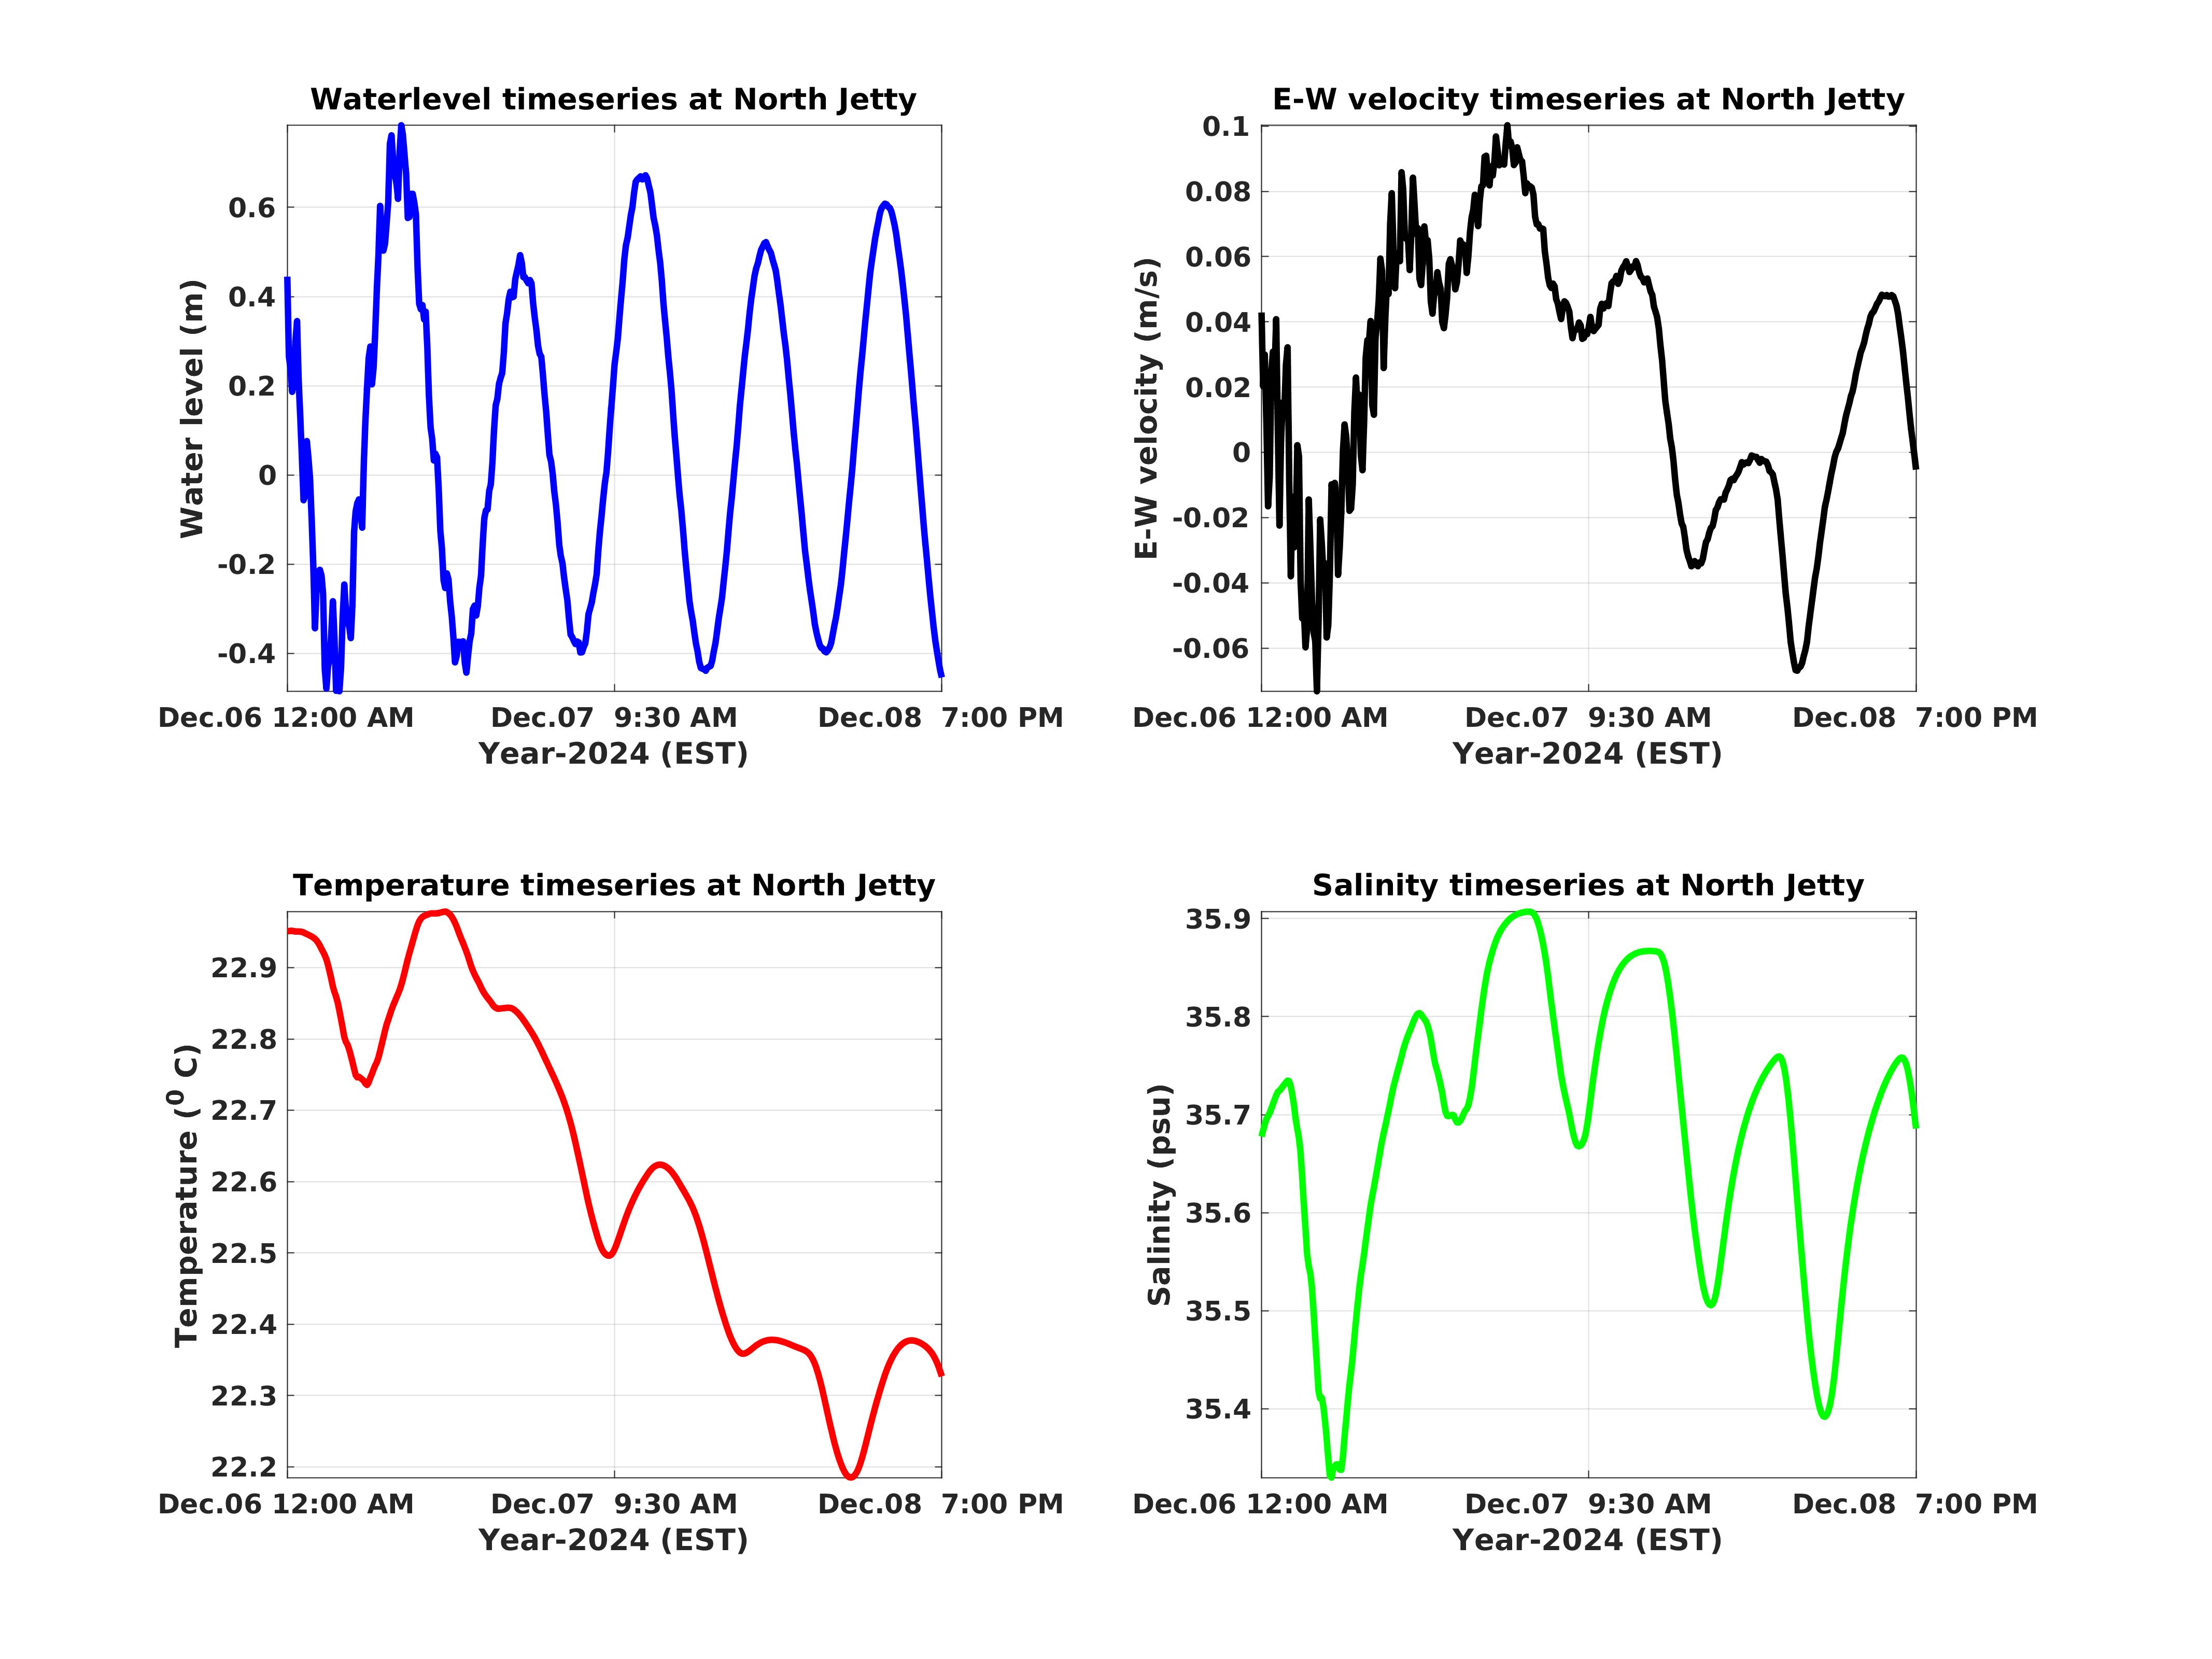 Waterlevel timeseries at North Jetty
Water level (m)
0.6
0.4
0.2
0
-0.2
-0.4
Dec.06 12:00 AM Dec.07 9:30 AM Dec.08 7:00 PM
Year-2024 (EST)
E-W velocity timeseries at North Jetty
E-W velocity (m/s)
0.1
0.08
0.06
0.04
0.02
0
-0.02
-0.04
-0.06
Dec.06 12:00 AM Dec.07 9:30 AM Dec.08 7:00 PM
Year-2024 (EST)
Temperature timeseries at North Jetty
Temperature (⁰ C)
22.9
22.8
22.7
22.6
22.5
22.4
22.3
22.2
Dec.06 12:00 AM Dec.07 9:30 AM Dec.08 7:00 PM
Year-2024 (EST)
Salinity timeseries at North Jetty
Salinity (psu)
35.9
35.8
35.7
35.6
35.5
35.4
Dec.06 12:00 AM Dec.07 9:30 AM Dec.08 7:00 PM
Year-2024 (EST)